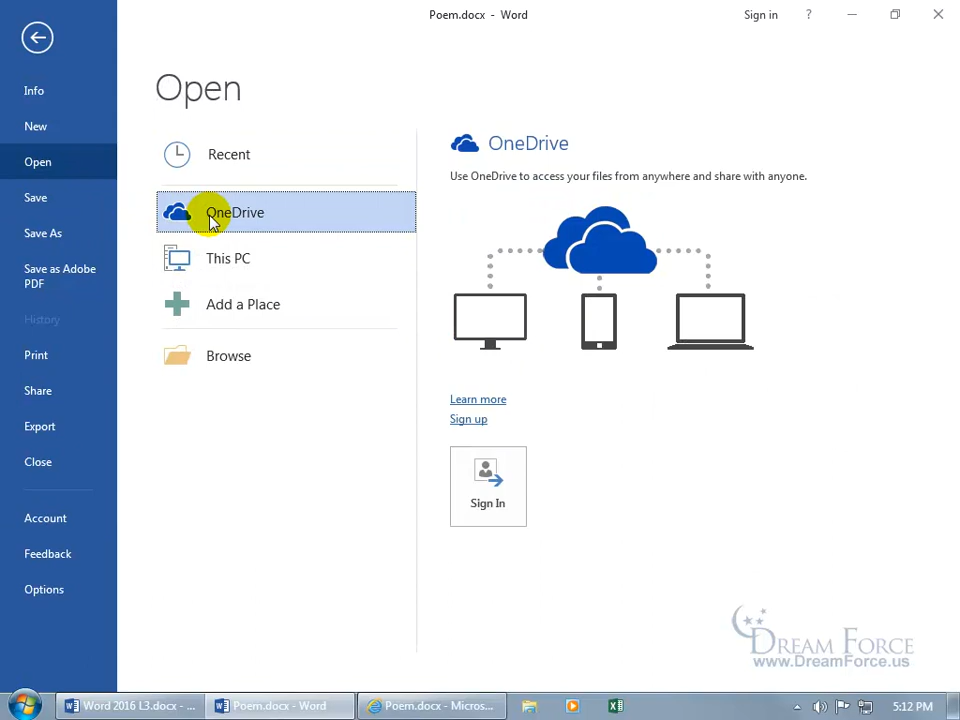 Poem.docx - Word
Sign in
?
Info
New
Open
Save
Save As
Save as Adobe
PDF
History
Print
Share
Export
Close
Account
Feedback
Options
Open
Recent
OneDrive
This PC
Add a Place
Browse
OneDrive
Use OneDrive to access your files from anywhere and share with anyone.
Learn more
Sign up
Sign In
DREAM FORCE
www.DreamForce.us
Word 2016 L3.docx - ...
Poem.docx - Word
Poem.docx - Micros...
5:12 PM